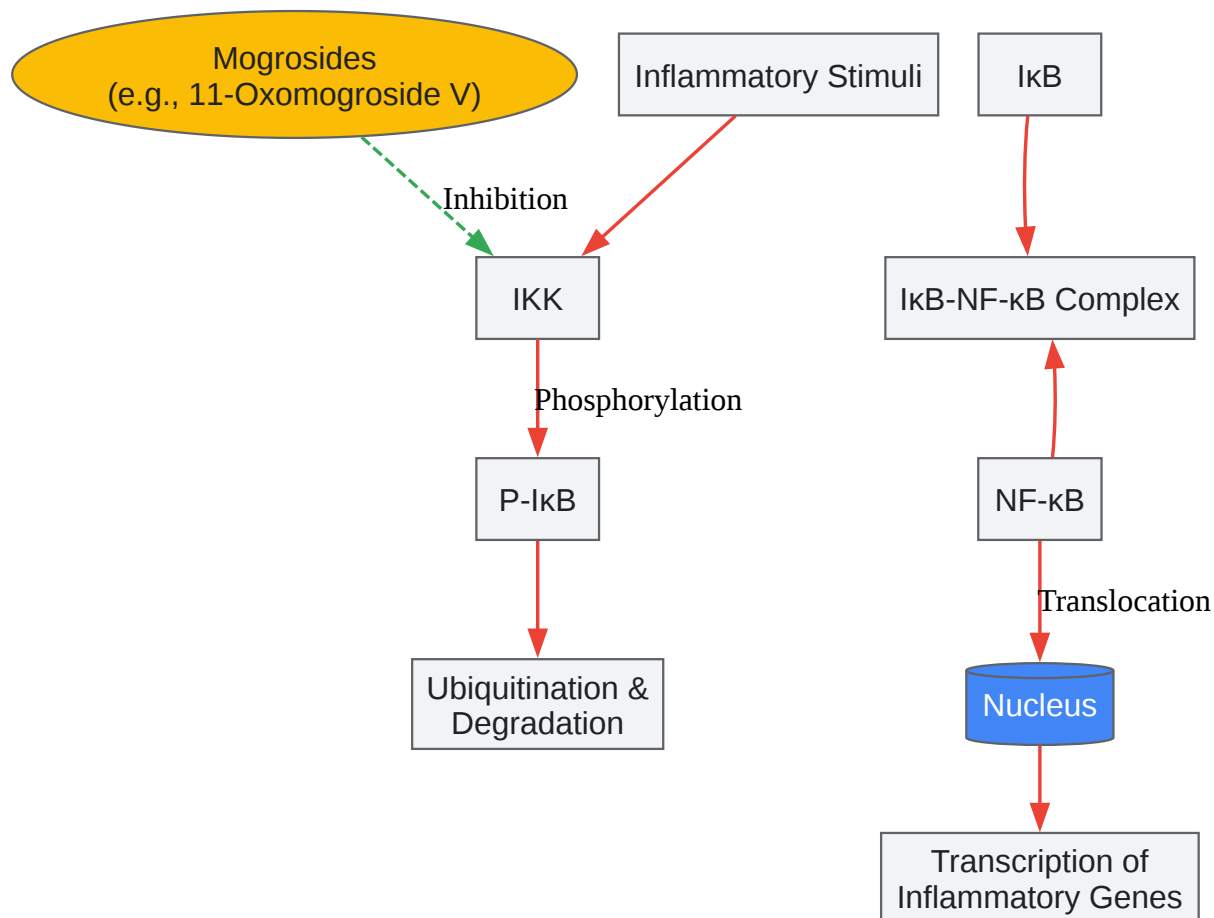 Mogrosides
(e.g., 11-Oxomogroside V)
Inflammatory Stimuli
IκB
Inhibition
IKK
IκB-NF-κB Complex
Phosphorylation
P-IκB
NF-κB
Translocation
Ubiquitination &
Degradation
Nucleus
Transcription of
Inflammatory Genes